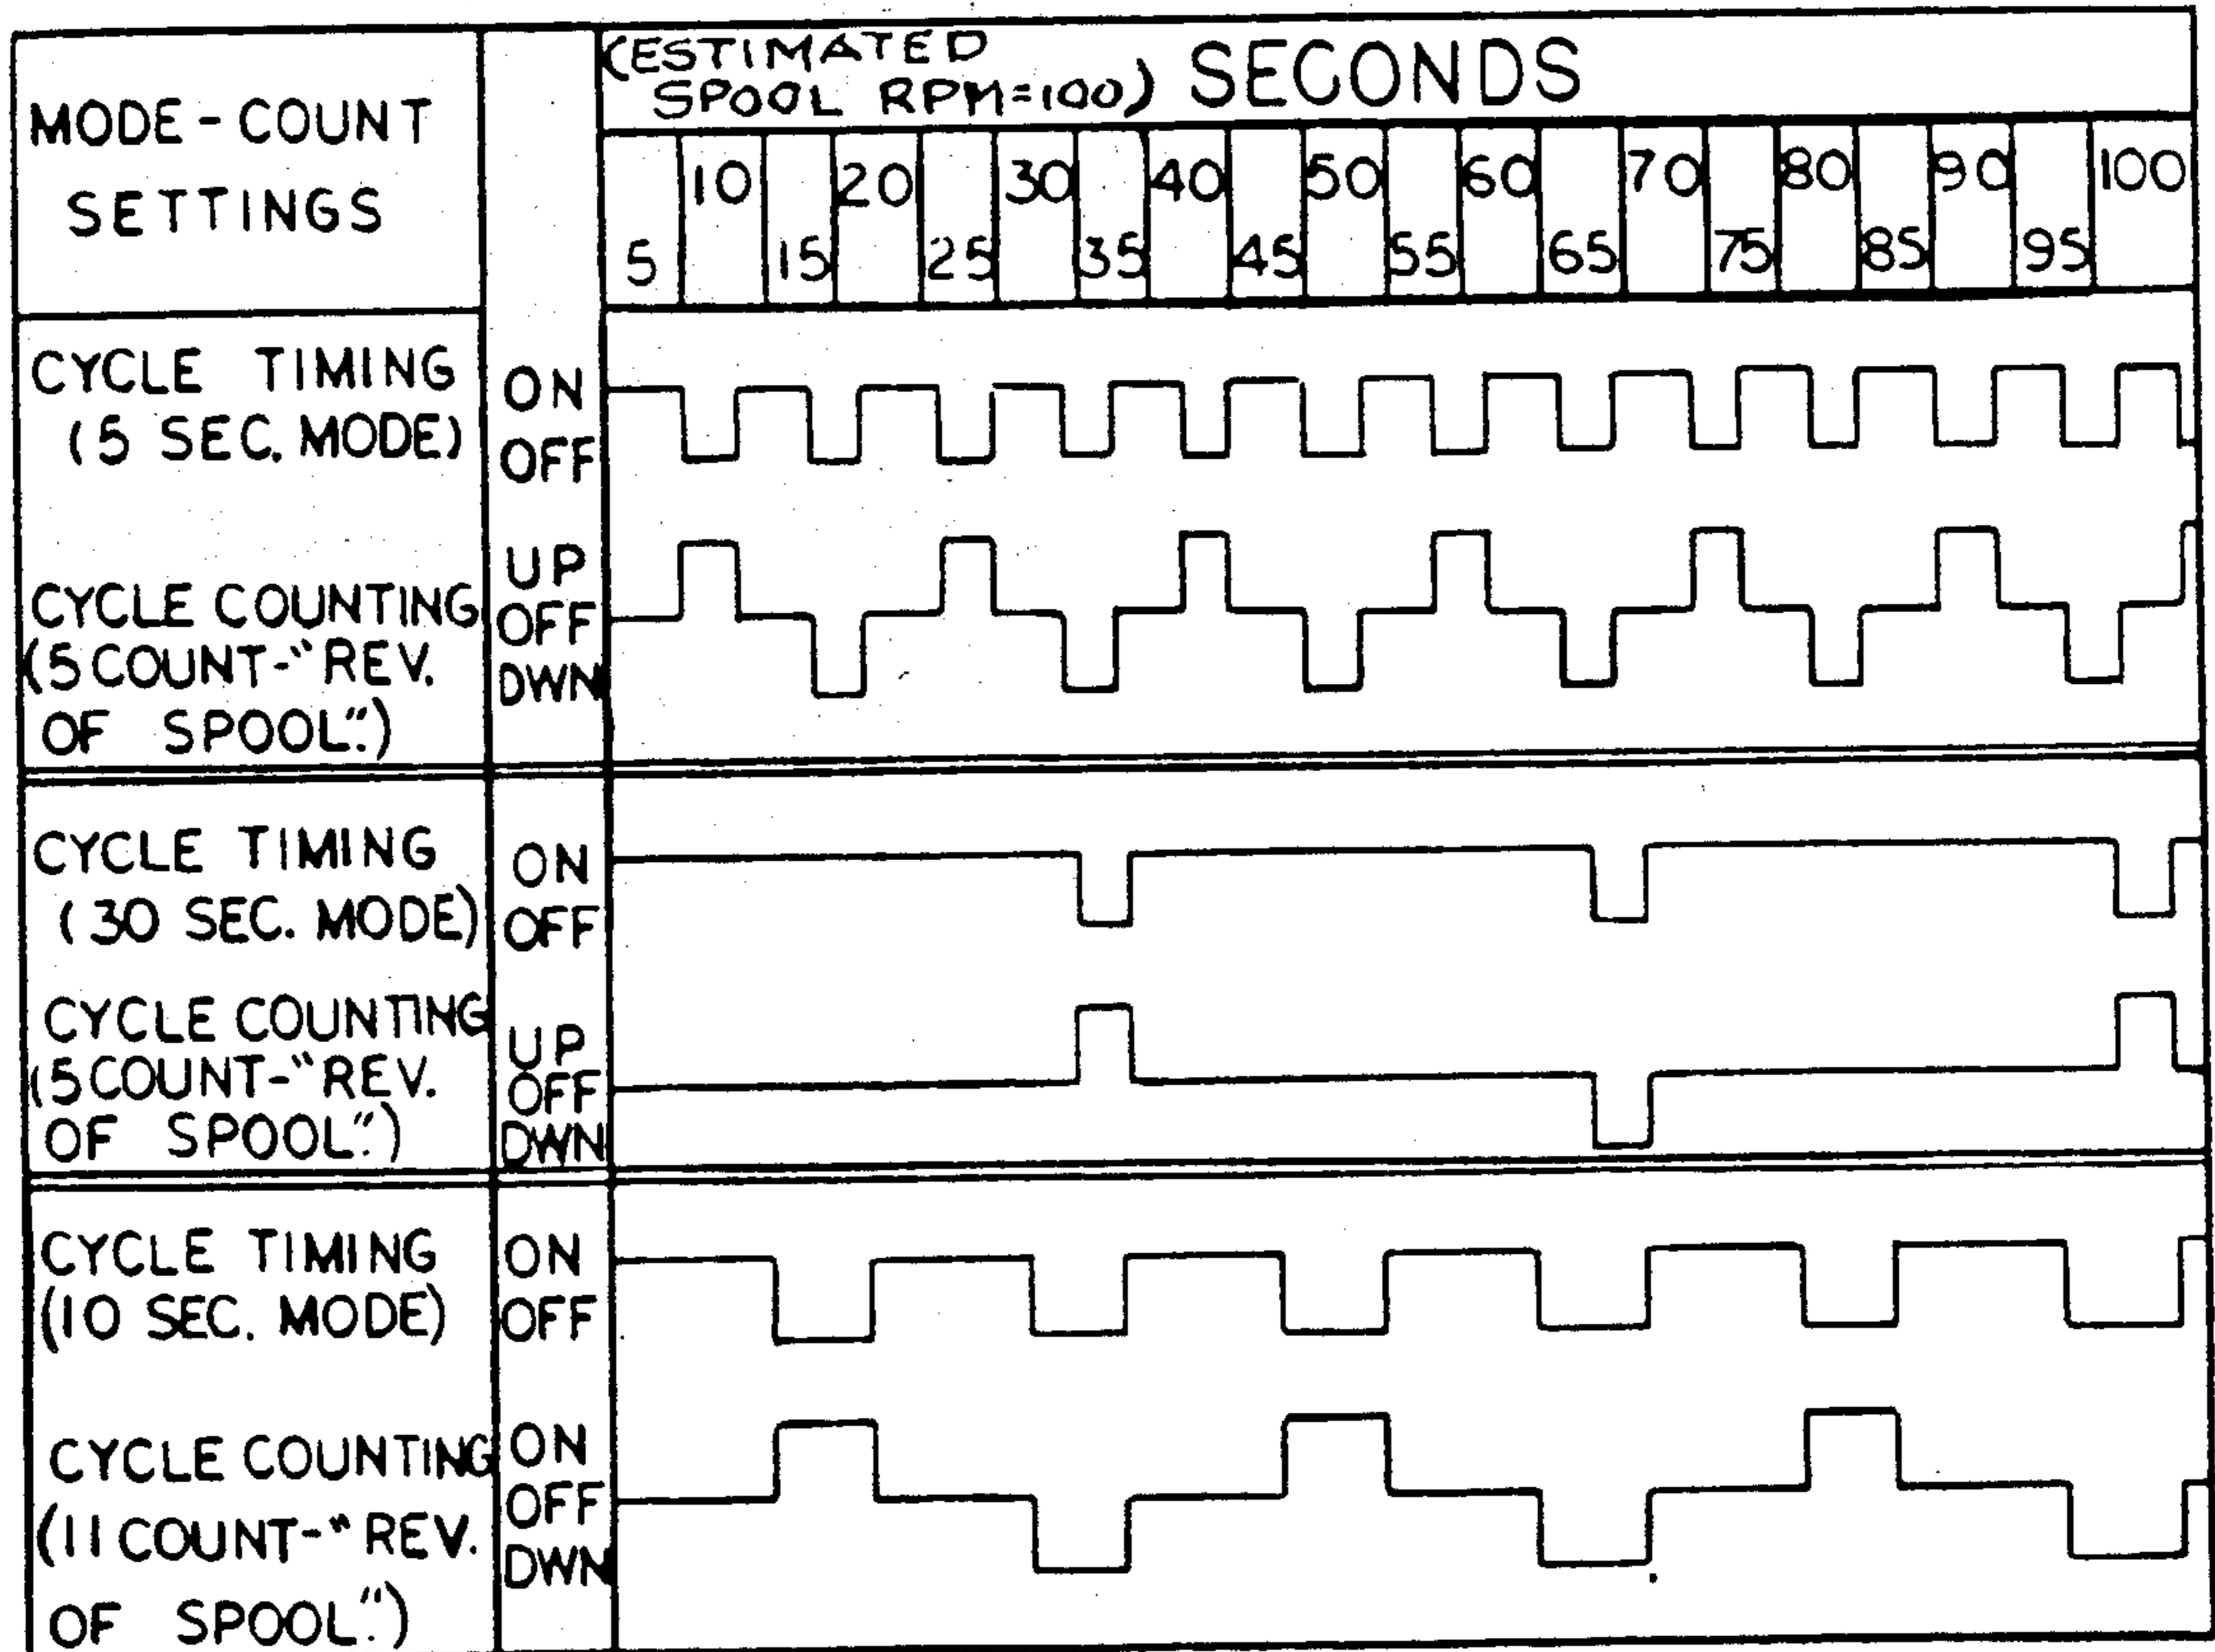 MODE-COUNT
SETTINGS
(ESTIMATED
SPOOL RPM=100) SECONDS
10 20 30 40 50 60 70 80 90 100
5 15 25 35 45 55 65 75 85 95
CYCLE TIMING
(5 SEC. MODE)
ON
OFF
CYCLE COUNTING
(5 COUNT-"REV.
OF SPOOL".)
UP
OFF
DWN
CYCLE TIMING
(30 SEC. MODE)
ON
OFF
CYCLE COUNTING
(5 COUNT-"REV.
OF SPOOL".)
UP
OFF
DWN
CYCLE TIMING
(10 SEC. MODE)
ON
OFF
CYCLE COUNTING
(11 COUNT-"REV.
OF SPOOL".)
ON
OFF
DWN